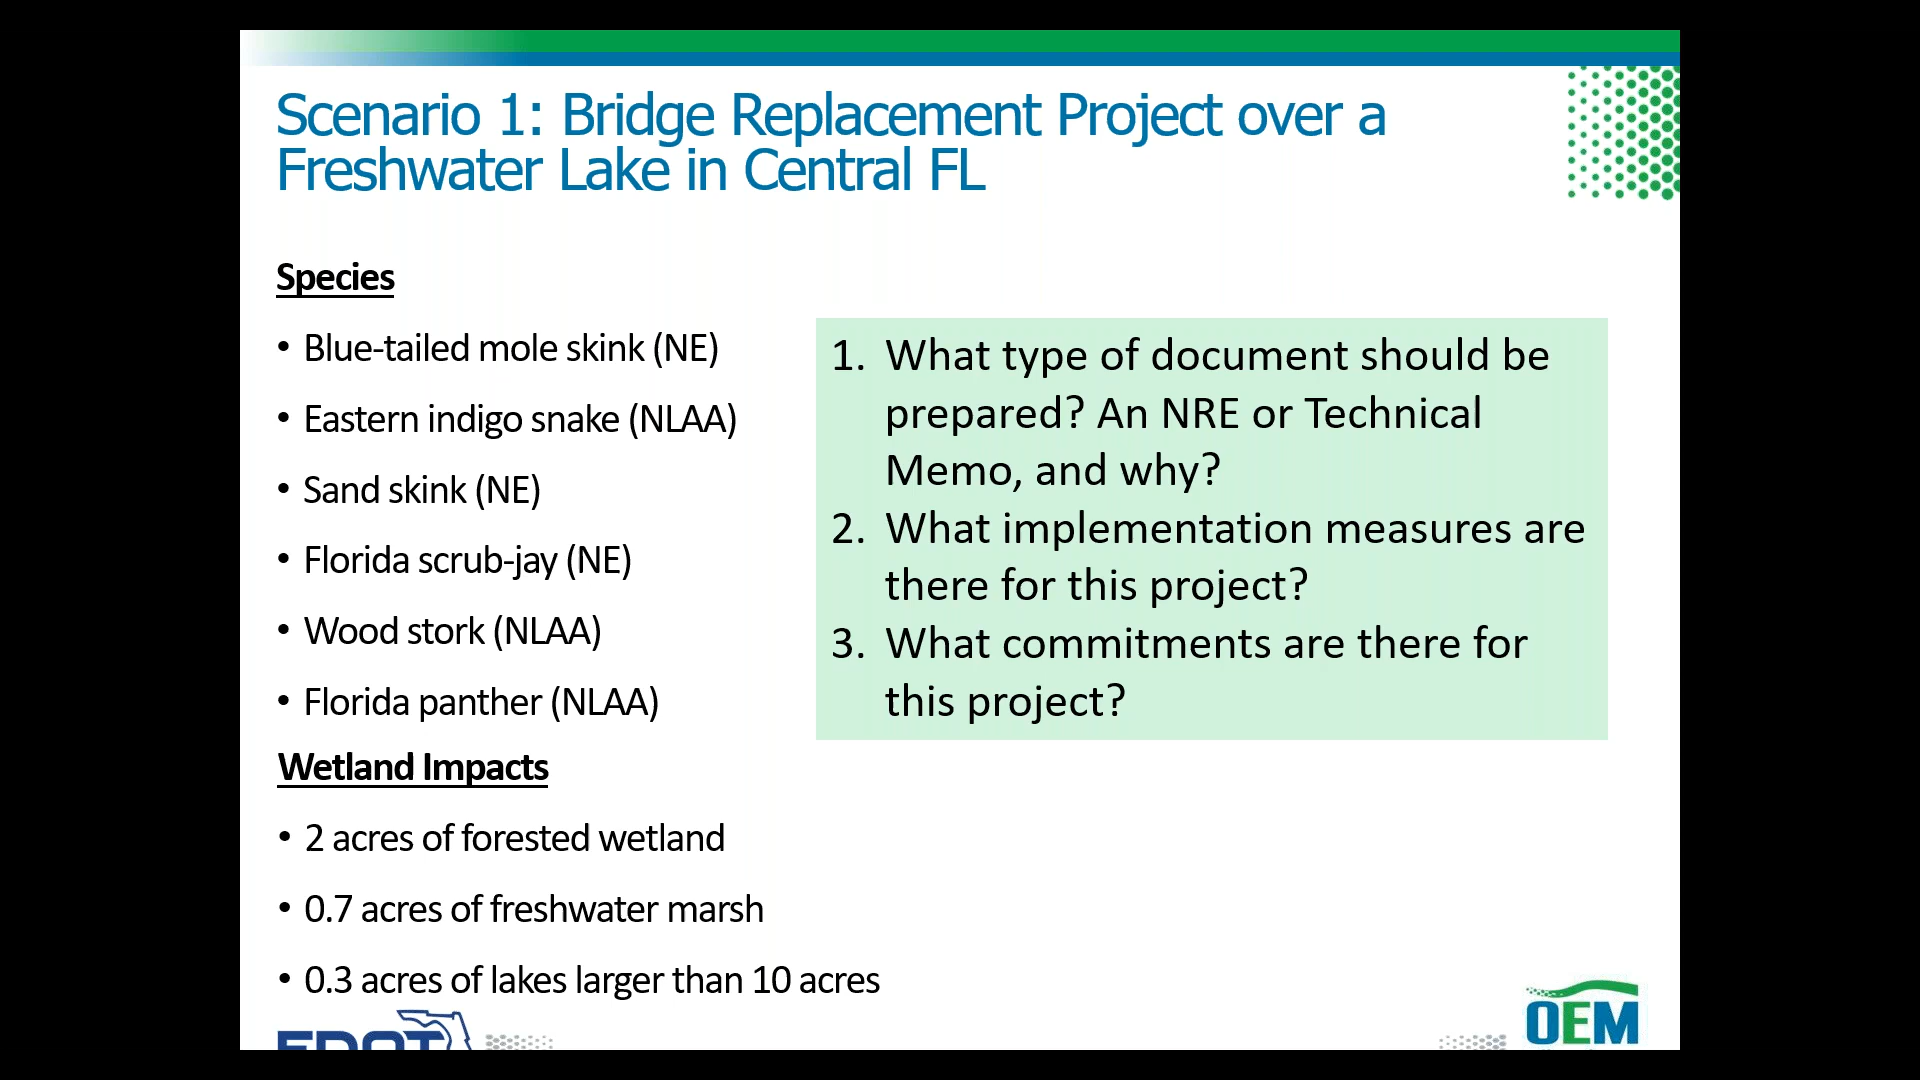 Scenario 1: Bridge Replacement Project over a
Freshwater Lake in Central FL
Species
• Blue-tailed mole skink (NE)
• Eastern indigo snake (NLAA)
• Sand skink (NE)
• Florida scrub-jay (NE)
• Wood stork (NLAA)
• Florida panther (NLAA)
Wetland Impacts
• 2 acres of forested wetland
• 0.7 acres of freshwater marsh
• 0.3 acres of lakes larger than 10 acres
1. What type of document should be
prepared? An NRE or Technical
Memo, and why?
2. What implementation measures are
there for this project?
3. What commitments are there for
this project?
FDOT
OEM